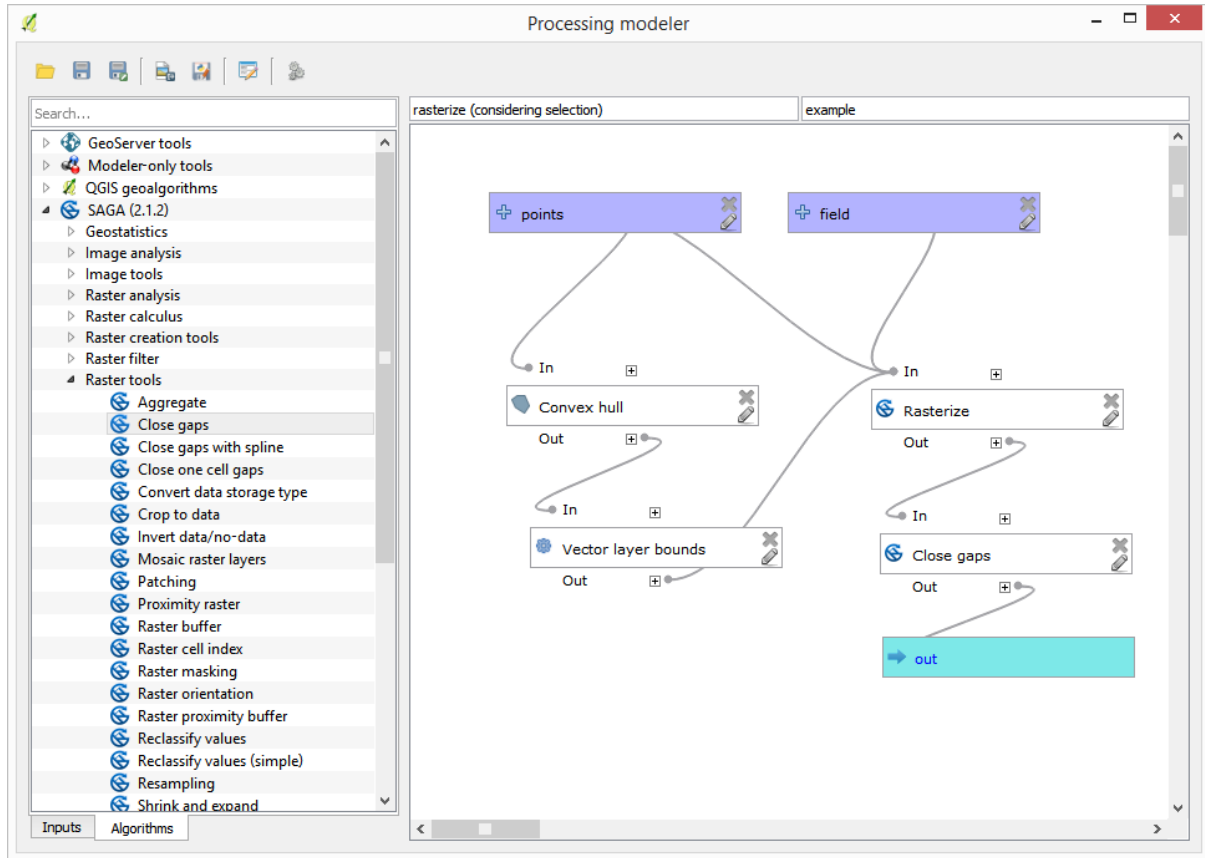 Processing modeler
Search...
rasterize (considering selection)
example
GeoServer tools
Modeler-only tools
QGIS geoalgorithms
SAGA (2.1.2)
Geostatistics
Image analysis
Image tools
Raster analysis
Raster calculus
Raster creation tools
Raster filter
Raster tools
Aggregate
Close gaps
Close gaps with spline
Close one cell gaps
Convert data storage type
Crop to data
Invert data/no-data
Mosaic raster layers
Patching
Proximity raster
Raster buffer
Raster cell index
Raster masking
Raster orientation
Raster proximity buffer
Reclassify values
Reclassify values (simple)
Resampling
Shrink and expand
Inputs
Algorithms
points
field
In
Convex hull
Out
In
Rasterize
Out
In
Vector layer bounds
Out
In
Close gaps
Out
out